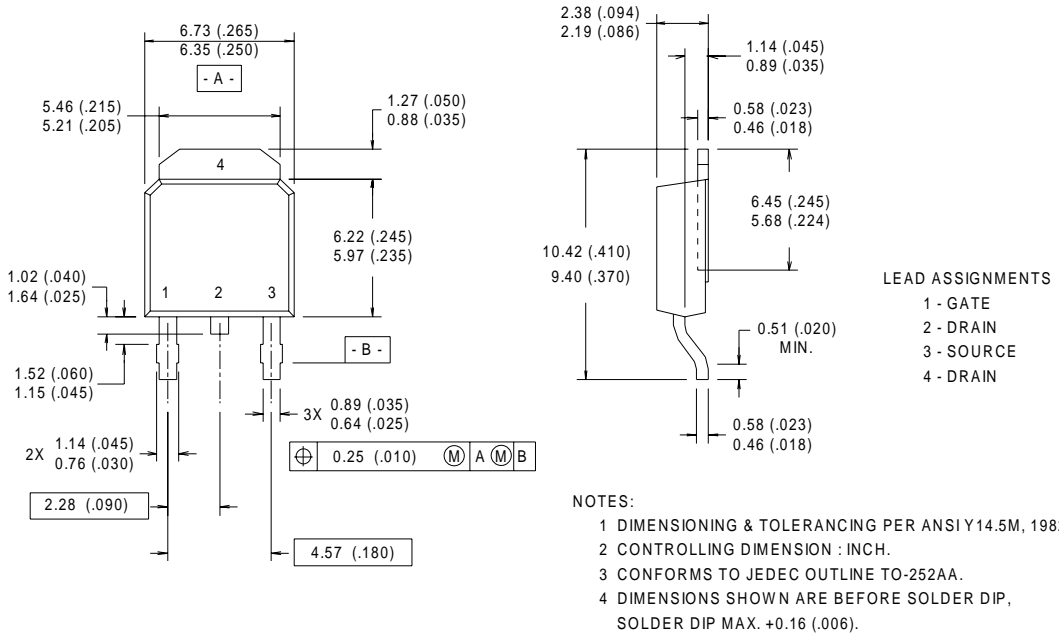 6.73 (.265)
6.35 (.250)
- A -
5.46 (.215)
5.21 (.205)
1.27 (.050)
0.88 (.035)
4
6.22 (.245)
5.97 (.235)
1.02 (.040)
1.64 (.025)
1 2 3
- B -
1.52 (.060)
1.15 (.045)
3X 0.89 (.035)
0.64 (.025)
2X 1.14 (.045)
0.76 (.030)
0.25 (.010) M A M B
2.28 (.090)
4.57 (.180)
2.38 (.094)
2.19 (.086)
1.14 (.045)
0.89 (.035)
0.58 (.023)
0.46 (.018)
6.45 (.245)
5.68 (.224)
10.42 (.410)
9.40 (.370)
0.51 (.020)
MIN.
0.58 (.023)
0.46 (.018)
LEAD ASSIGNMENTS
1 - GATE
2 - DRAIN
3 - SOURCE
4 - DRAIN
NOTES:
1 DIMENSIONING & TOLERANCING PER ANSI Y14.5M,
2 CONTROLLING DIMENSION : INCH.
3 CONFORMS TO JEDEC OUTLINE TO-252AA.
4 DIMENSIONS SHOWN ARE BEFORE SOLDER DIP,
SOLDER DIP MAX. +0.16 (.006).